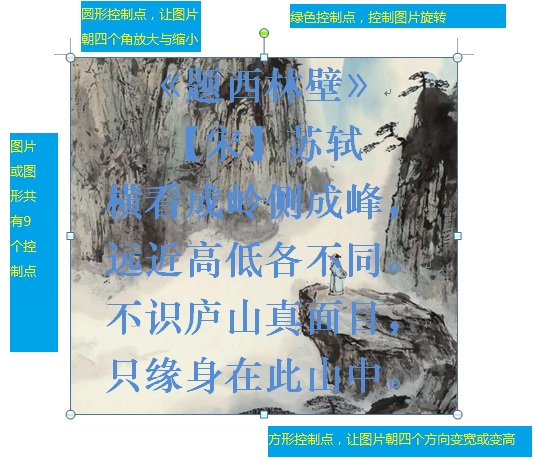 圆形控制点，让图片
朝四个角放大与缩小
绿色控制点，控制图片旋转
图片
或图
形共
有9
个控
制点
《题西林壁》
【宋】苏轼
横看成岭侧成峰，
远近高低各不同。
不识庐山真面目，
只缘身在此山中。
方形控制点，让图片朝四个方向变宽或变高